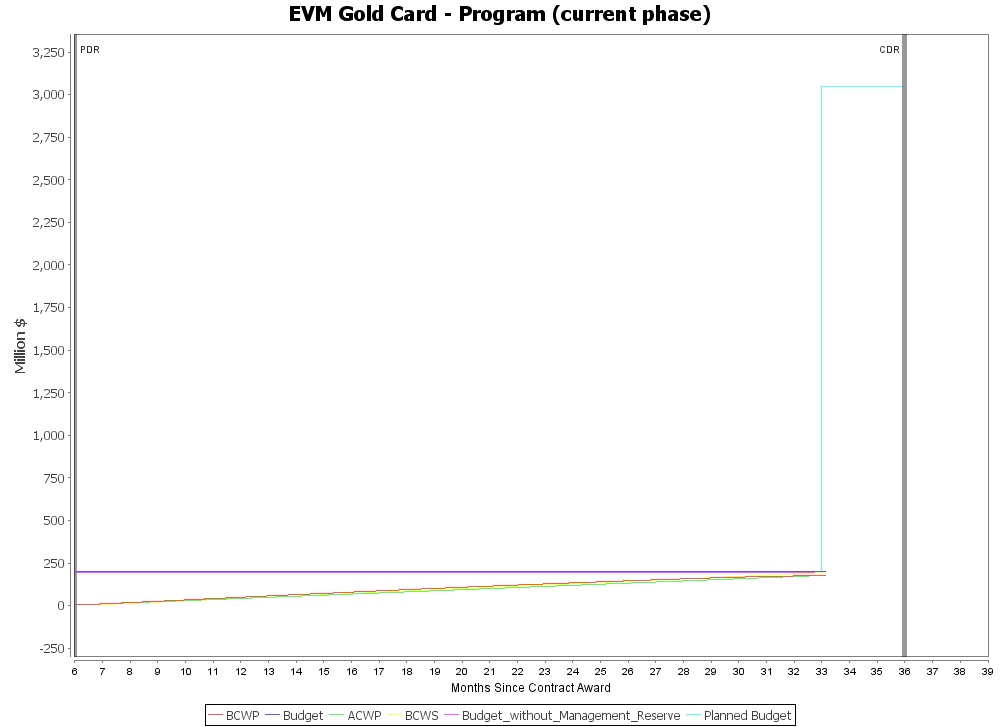 EVM Gold Card - Program (current phase)
PDR
CDR
3,250
3,000
2,750
2,500
2,250
2,000
1,750
1,500
1,250
1,000
750
500
250
0
-250
Million $
6 7 8 9 10 11 12 13 14 15 16 17 18 19 20 21 22 23 24 25 26 27 28 29 30 31 32 33 34 35 36 37 38 39
Months Since Contract Award
BCWP Budget ACWP BCWS Budget_without_Management_Reserve Planned Budget